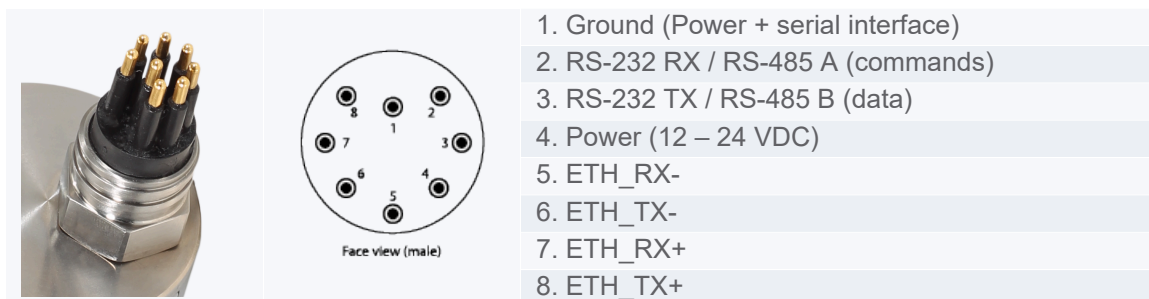 1. Ground (Power + serial interface)
2. RS-232 RX / RS-485 A (commands)
3. RS-232 TX / RS-485 B (data)
4. Power (12 – 24 VDC)
5. ETH_RX-
6. ETH_TX-
7. ETH_RX+
8. ETH_TX+
8
1
2
7
3
6
4
5
Face view (male)